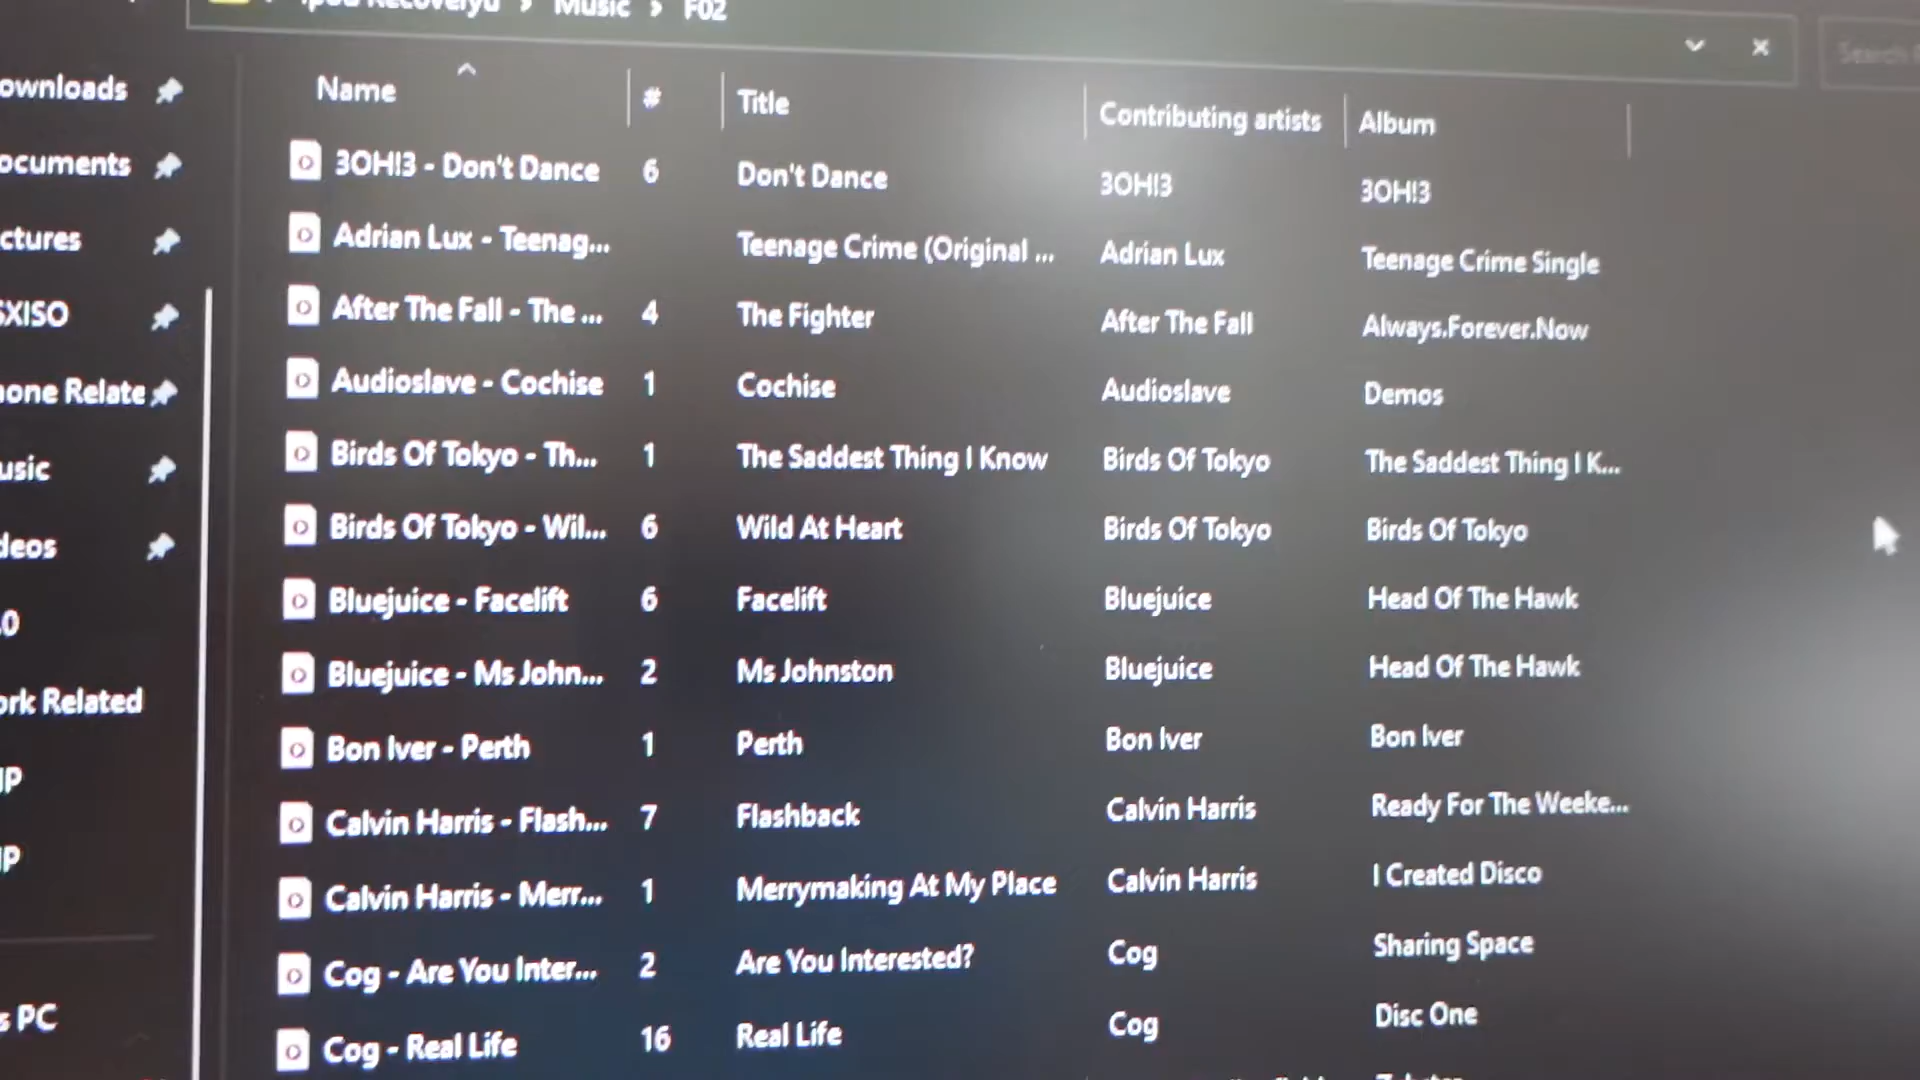 Music > F02
Name # Title Contributing artists Album
3OH!3 - Don't Dance 6 Don't Dance 3OH!3 3OH!3
Adrian Lux - Teenag... Teenage Crime (Original ... Adrian Lux Teenage Crime Single
After The Fall - The ... 4 The Fighter After The Fall Always.Forever.Now
Audioslave - Cochise 1 Cochise Audioslave Demos
Birds Of Tokyo - Th... 1 The Saddest Thing I Know Birds Of Tokyo The Saddest Thing I K...
Birds Of Tokyo - Wil... 6 Wild At Heart Birds Of Tokyo Birds Of Tokyo
Bluejuice - Facelift 6 Facelift Bluejuice Head Of The Hawk
Bluejuice - Ms John... 2 Ms Johnston Bluejuice Head Of The Hawk
Bon Iver - Perth 1 Perth Bon Iver Bon Iver
Calvin Harris - Flash... 7 Flashback Calvin Harris Ready For The Weeke...
Calvin Harris - Merr... 1 Merrymaking At My Place Calvin Harris I Created Disco
Cog - Are You Inter... 2 Are You Interested? Cog Sharing Space
Cog - Real Life 16 Real Life Cog Disc One
ownloads
ocuments
ctures
SXISO
one Relate
usic
deos
.0
ork Related
IP
IP
s PC